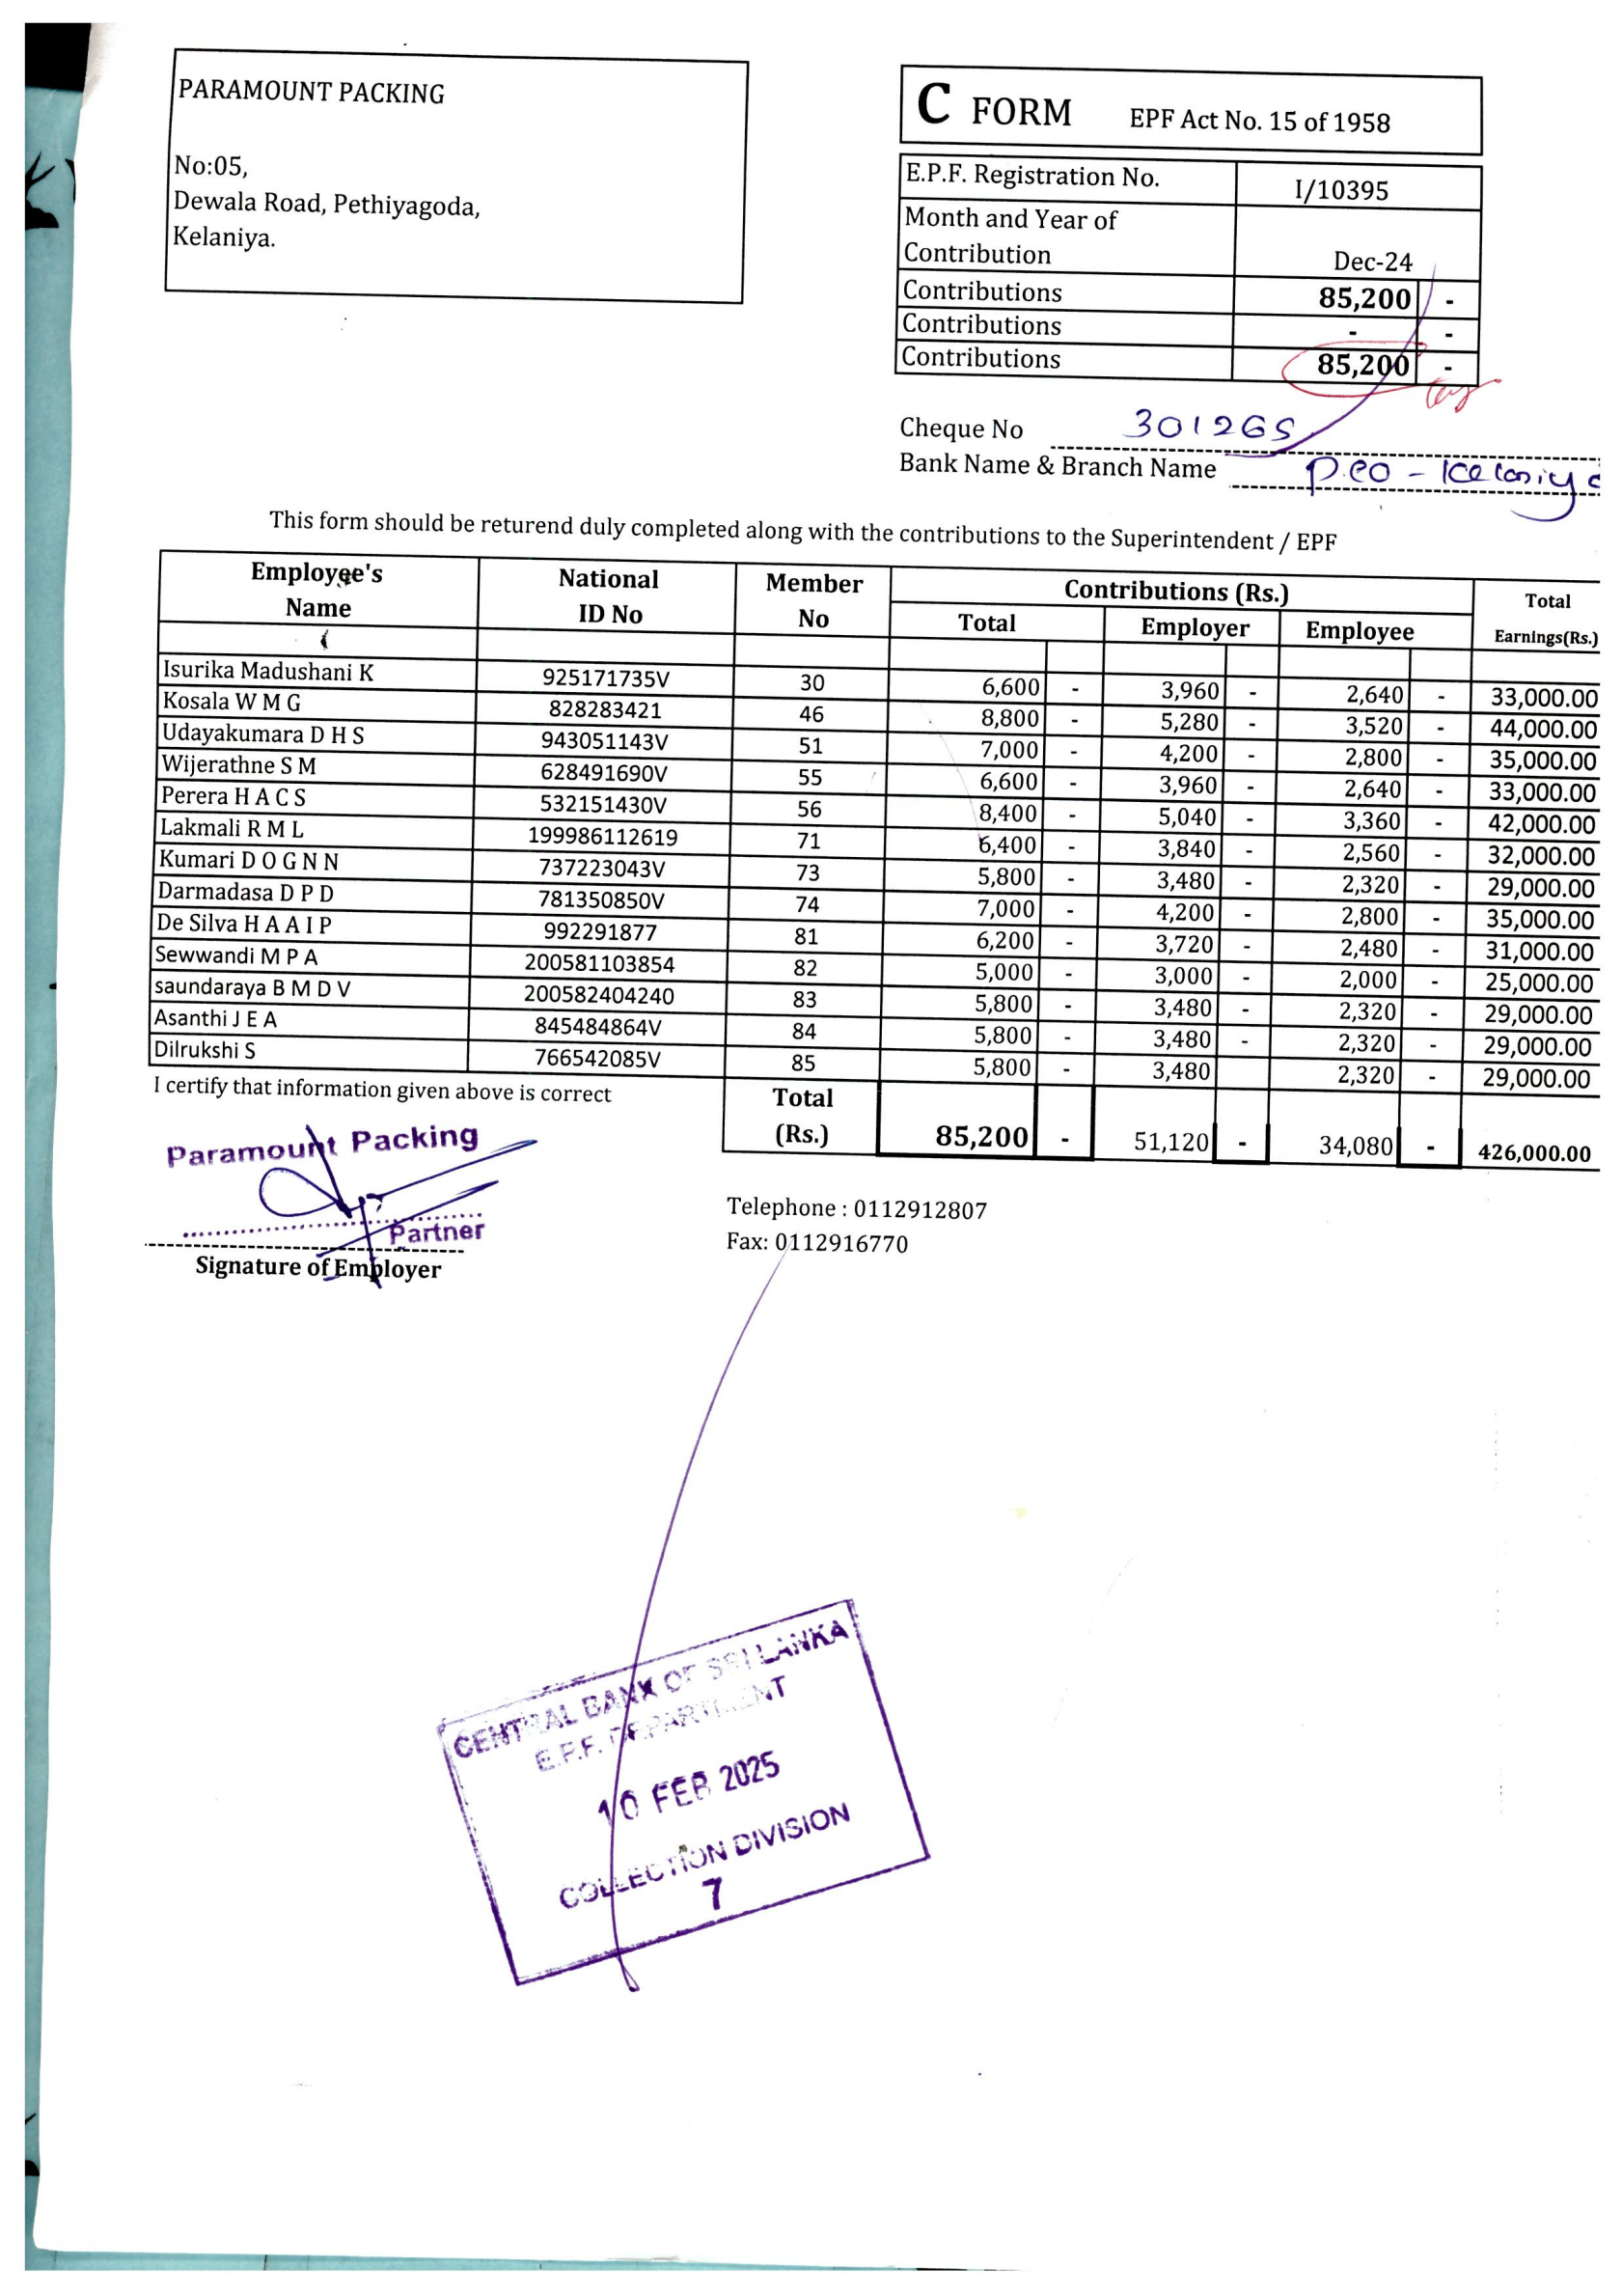 PARAMOUNT PACKING
No:05,
Dewala Road, Pethiyagoda,
Kelaniya.
C FORM EPF Act No. 15 of 1958
E.P.F. Registration No. I/10395
Month and Year of
Contribution Dec-24
Contributions 85,200 -
Contributions - -
Contributions 85,200 -
Cheque No 301265
Bank Name & Branch Name
This form should be returend duly completed along with the contributions to the Superintendent / EPF
Employee's National Member Contributions (Rs.) Total
Name ID No No Total Employer Employee Earnings(Rs.)
Isurika Madushani K 925171735V 30 6,600 - 3,960 - 2,640 - 33,000.00
Kosala W M G 828283421 46 8,800 - 5,280 - 3,520 - 44,000.00
Udayakumara D H S 943051143V 51 7,000 - 4,200 - 2,800 - 35,000.00
Wijerathne S M 628491690V 55 6,600 - 3,960 - 2,640 - 33,000.00
Perera H A C S 532151430V 56 8,400 - 5,040 - 3,360 - 42,000.00
Lakmali R M L 199986112619 71 6,400 - 3,840 - 2,560 - 32,000.00
Kumari D O G N N 737223043V 73 5,800 - 3,480 - 2,320 - 29,000.00
Darmadasa D P D 781350850V 74 7,000 - 4,200 - 2,800 - 35,000.00
De Silva H A A I P 992291877 81 6,200 - 3,720 - 2,480 - 31,000.00
Sewwandi M P A 200581103854 82 5,000 - 3,000 - 2,000 - 25,000.00
saundaraya B M D V 200582404240 83 5,800 - 3,480 - 2,320 - 29,000.00
Asanthi J E A 845484864V 84 5,800 - 3,480 - 2,320 - 29,000.00
Dilrukshi S 766542085V 85 5,800 - 3,480 2,320 - 29,000.00
I certify that information given above is correct
Total
(Rs.) 85,200 - 51,120 - 34,080 - 426,000.00
Paramount Packing
Partner
Signature of Employer
Telephone : 0112912807
Fax: 0112916770
CENTRAL BANK OF SRI LANKA
E.P.F. DEPARTMENT
10 FEB 2025
COLLECTION DIVISION
7